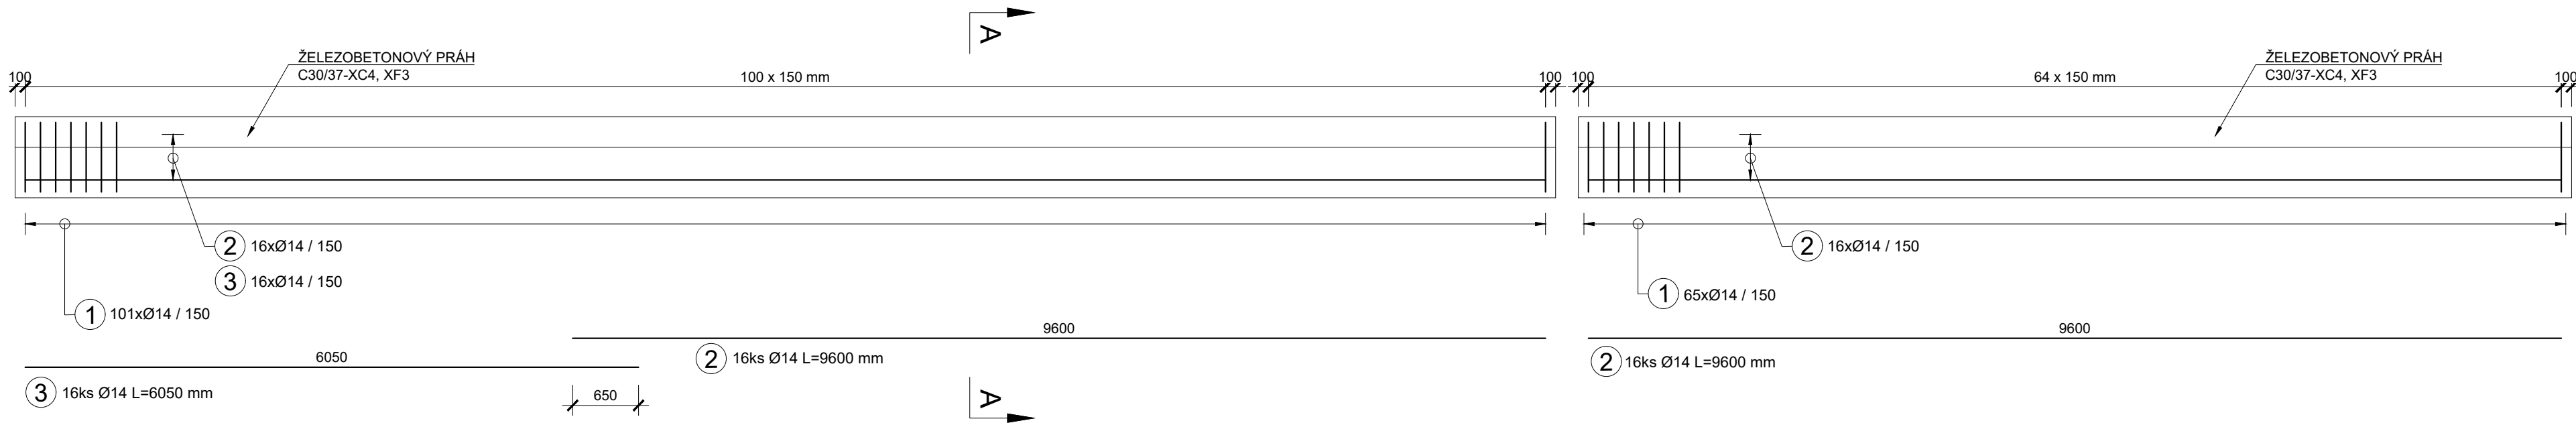 A
ŽELEZOBETONOVÝ PRÁH
C30/37-XC4, XF3
ŽELEZOBETONOVÝ PRÁH
C30/37-XC4, XF3
100
100 x 150 mm
100
100
64 x 150 mm
100
2 16xØ14 / 150
3 16xØ14 / 150
1 101xØ14 / 150
2 16xØ14 / 150
1 65xØ14 / 150
9600
2 16ks Ø14 L=9600 mm
9600
2 16ks Ø14 L=9600 mm
6050
3 16ks Ø14 L=6050 mm
650
A